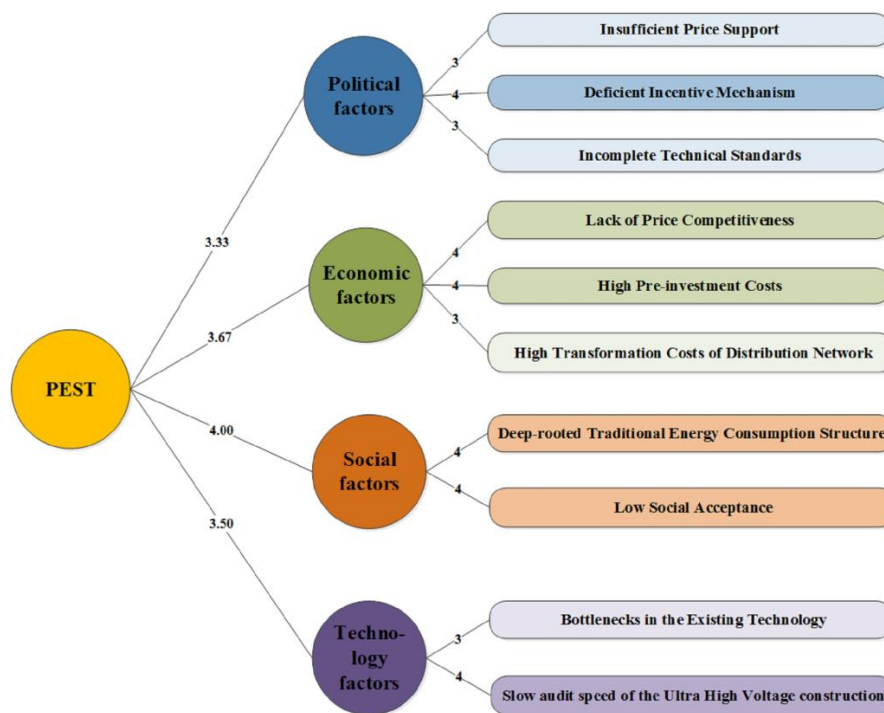 PEST
3.33
3.67
4.00
3.50
Political
factors
3
4
3
Insufficient Price Support
Deficient Incentive Mechanism
Incomplete Technical Standards
Economic
factors
4
4
3
Lack of Price Competitiveness
High Pre-investment Costs
High Transformation Costs of Distribution Network
Social
factors
4
4
Deep-rooted Traditional Energy Consumption Structure
Low Social Acceptance
Techno-
logy
factors
3
4
Bottlenecks in the Existing Technology
Slow audit speed of the Ultra High Voltage construction